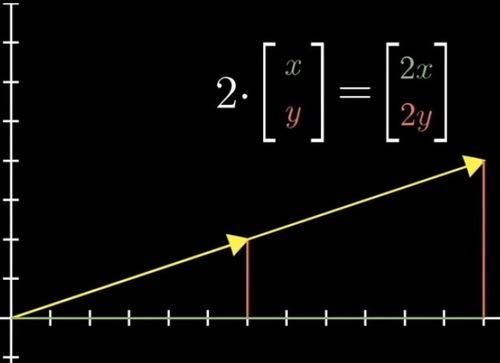 2· [x y] = [2x 2y]